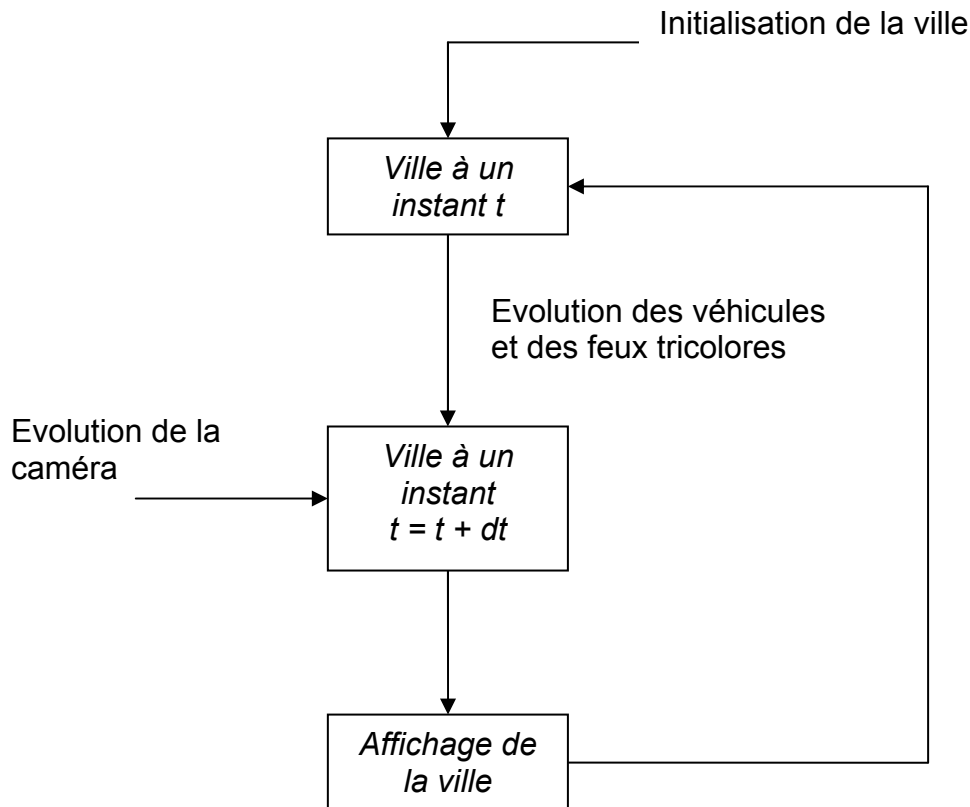 Initialisation de la ville
Ville à un
instant t
Evolution des véhicules
et des feux tricolores
Evolution de la
caméra
Ville à un
instant
t = t + dt
Affichage de
la ville